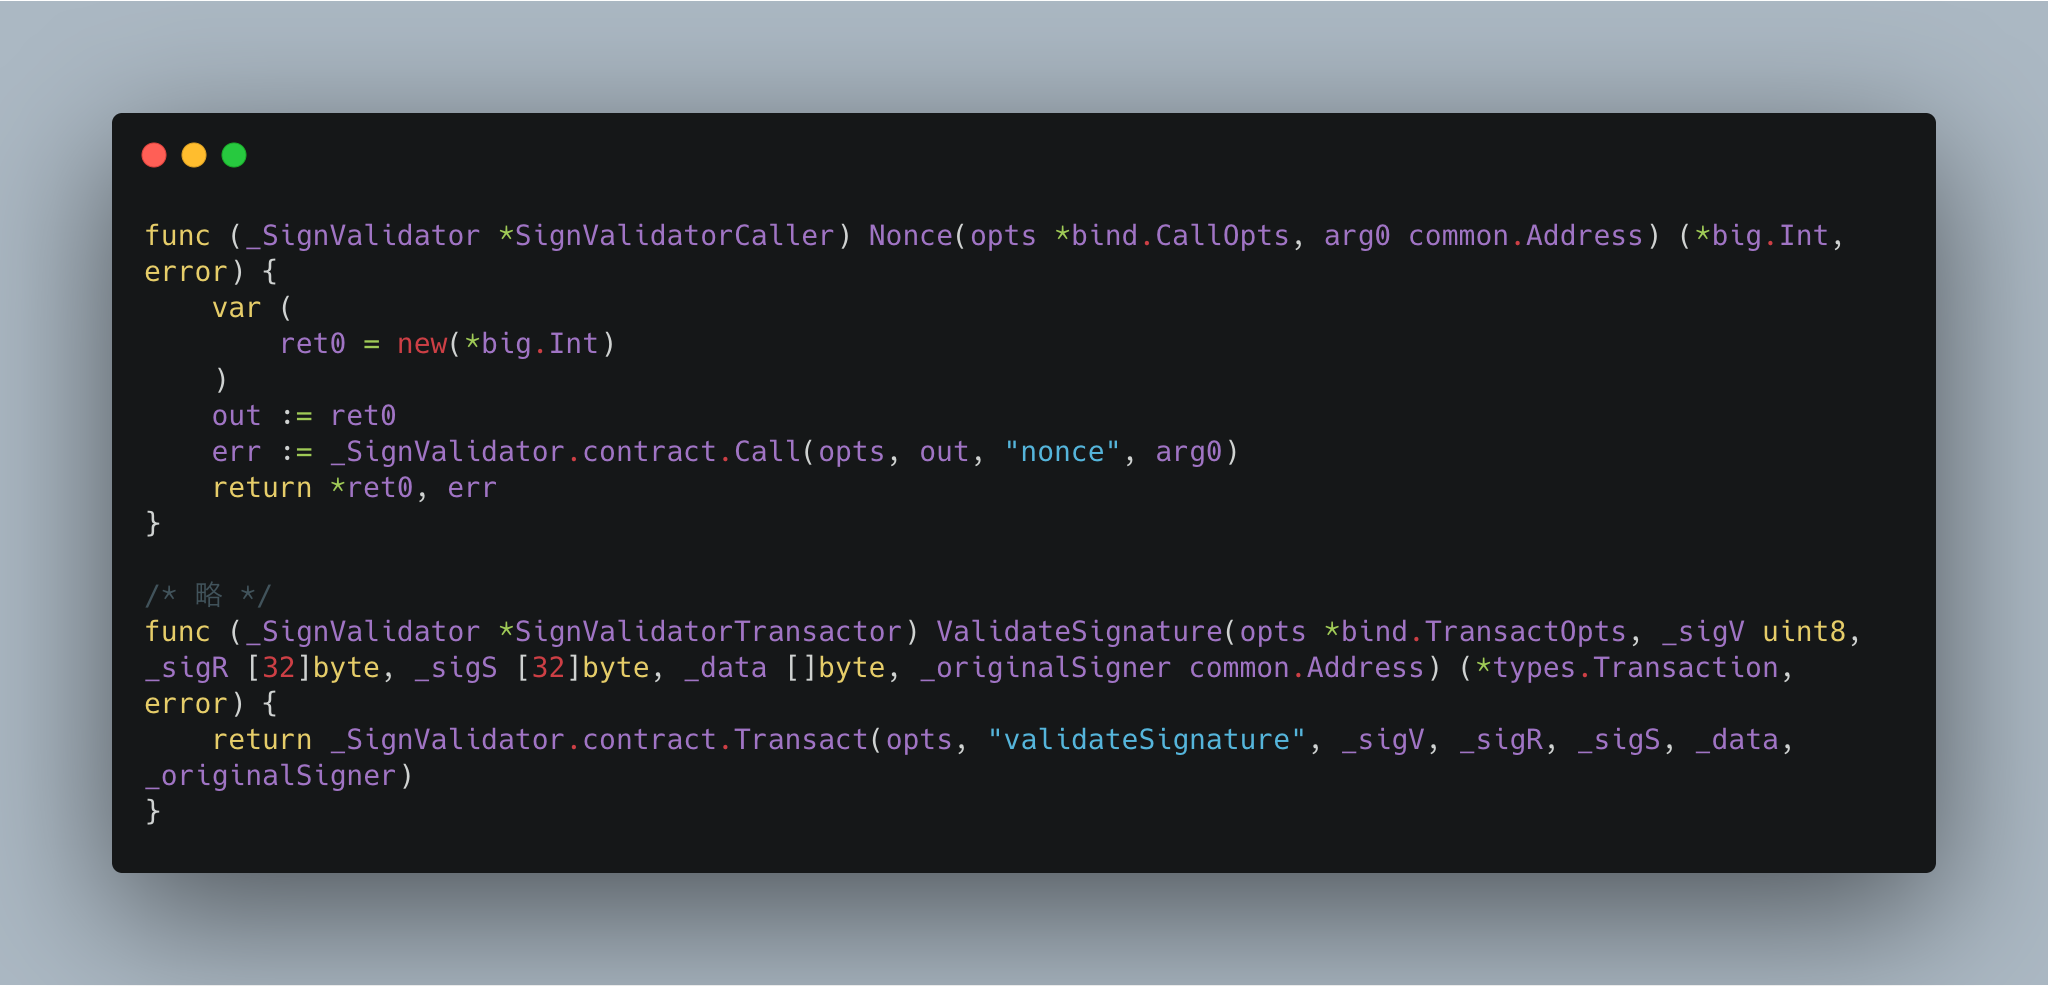 func (_SignValidator *SignValidatorCaller) Nonce(opts *bind.CallOpts, arg0 common.Address) (*big.Int,
error) {
    var (
        ret0 = new(*big.Int)
    )
    out := ret0
    err := _SignValidator.contract.Call(opts, out, "nonce", arg0)
    return *ret0, err
}

/* 略 */
func (_SignValidator *SignValidatorTransactor) ValidateSignature(opts *bind.TransactOpts, _sigV uint8,
_sigR [32]byte, _sigS [32]byte, _data []byte, _originalSigner common.Address) (*types.Transaction,
error) {
    return _SignValidator.contract.Transact(opts, "validateSignature", _sigV, _sigR, _sigS, _data,
_originalSigner)
}